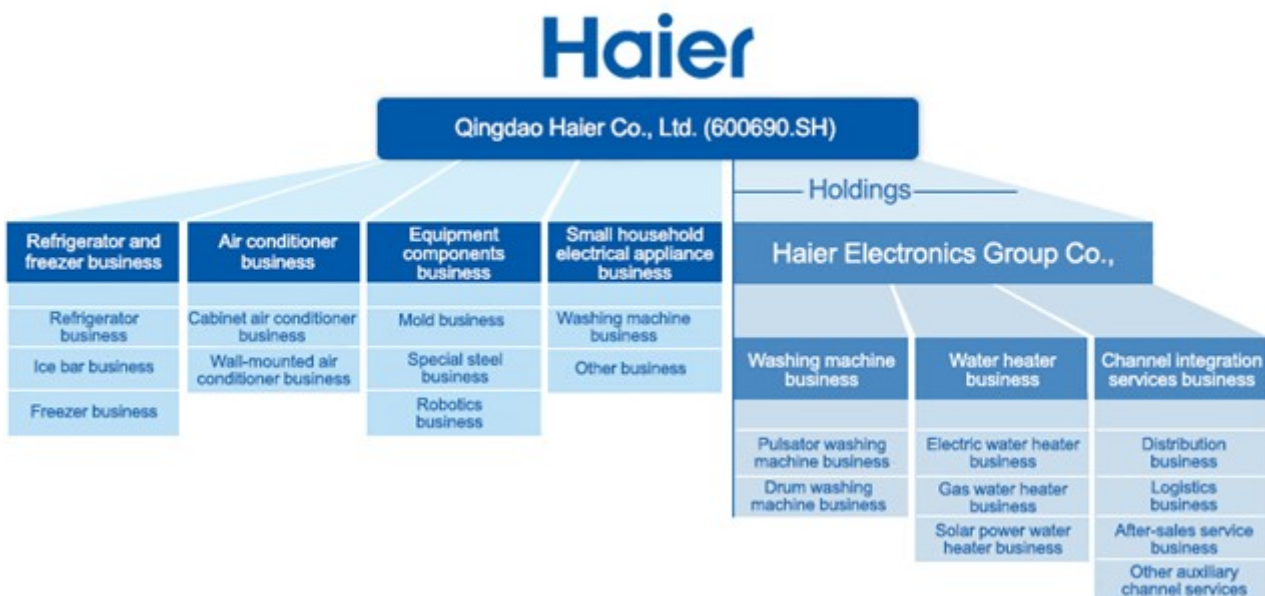 Haier
Qingdao Haier Co., Ltd. (600690.SH)
Holdings
Refrigerator and
freezer business
Refrigerator
business
Ice bar business
Freezer business
Air conditioner
business
Cabinet air conditioner
business
Wall-mounted air
conditioner business
Equipment
components
business
Mold business
Special steel
business
Robotics
business
Small household
electrical appliance
business
Washing machine
business
Other business
Haier Electronics Group Co.,
Washing machine
business
Pulsator washing
machine business
Drum washing
machine business
Water heater
business
Electric water heater
business
Gas water heater
business
Solar power water
heater business
Channel integration
services business
Distribution
business
Logistics
business
After-sales service
business
Other auxiliary
channel services